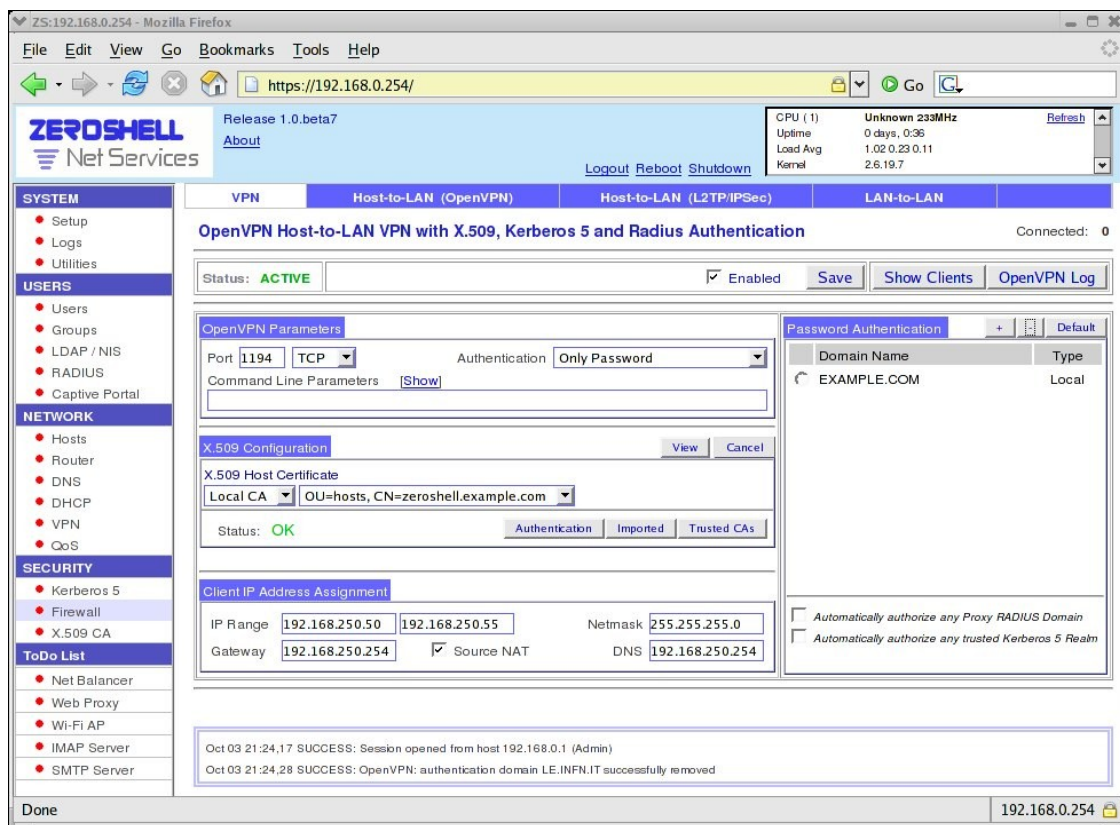 ZS:192.168.0.254 - Mozilla Firefox
File Edit View Go Bookmarks Tools Help
https://192.168.0.254/ Go G
ZEROSHELL
Net Services
Release 1.0.beta7
About
Logout Reboot Shutdown
CPU (1) Unknown 233MHz Refresh
Uptime 0 days, 0:36
Load Avg 1.02 0.23 0.11
Kernel 2.6.19.7
SYSTEM
Setup
Logs
Utilities
USERS
Users
Groups
LDAP / NIS
RADIUS
Captive Portal
NETWORK
Hosts
Router
DNS
DHCP
VPN
QoS
SECURITY
Kerberos 5
Firewall
X.509 CA
ToDo List
Net Balancer
Web Proxy
Wi-Fi AP
IMAP Server
SMTP Server
VPN Host-to-LAN (OpenVPN) Host-to-LAN (L2TP/IPSec) LAN-to-LAN
OpenVPN Host-to-LAN VPN with X.509, Kerberos 5 and Radius Authentication Connected: 0
Status: ACTIVE Enabled Save Show Clients OpenVPN Log
OpenVPN Parameters
Port 1194 TCP Authentication Only Password
Command Line Parameters [Show]
X.509 Configuration View Cancel
X.509 Host Certificate
Local CA OU=hosts, CN=zeroshell.example.com
Status: OK Authentication Imported Trusted CAs
Client IP Address Assignment
IP Range 192.168.250.50 192.168.250.55 Netmask 255.255.255.0
Gateway 192.168.250.254 Source NAT DNS 192.168.250.254
Password Authentication + - Default
Domain Name Type
EXAMPLE.COM Local
Automatically authorize any Proxy RADIUS Domain
Automatically authorize any trusted Kerberos 5 Realm
Oct 03 21:24,17 SUCCESS: Session opened from host 192.168.0.1 (Admin)
Oct 03 21:24,28 SUCCESS: OpenVPN: authentication domain LE.INFN.IT successfully removed
Done 192.168.0.254